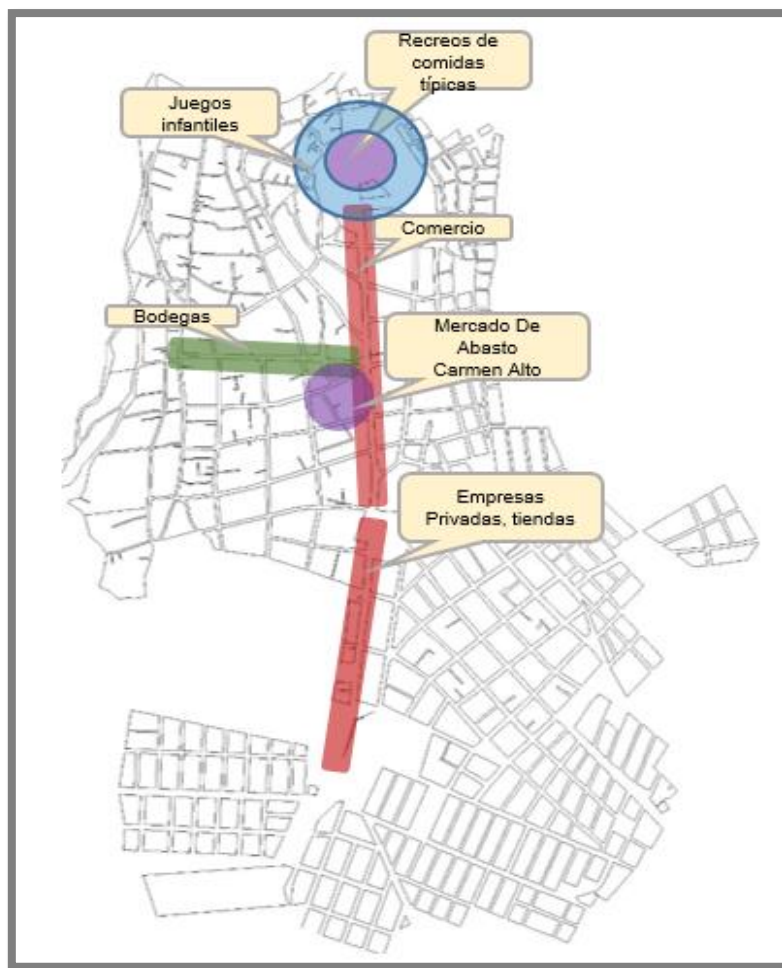 Recreos de
comidas
típicas
Juegos
infantiles
Comercio
Bodegas
Mercado De
Abasto
Carmen Alto
Empresas
Privadas, tiendas